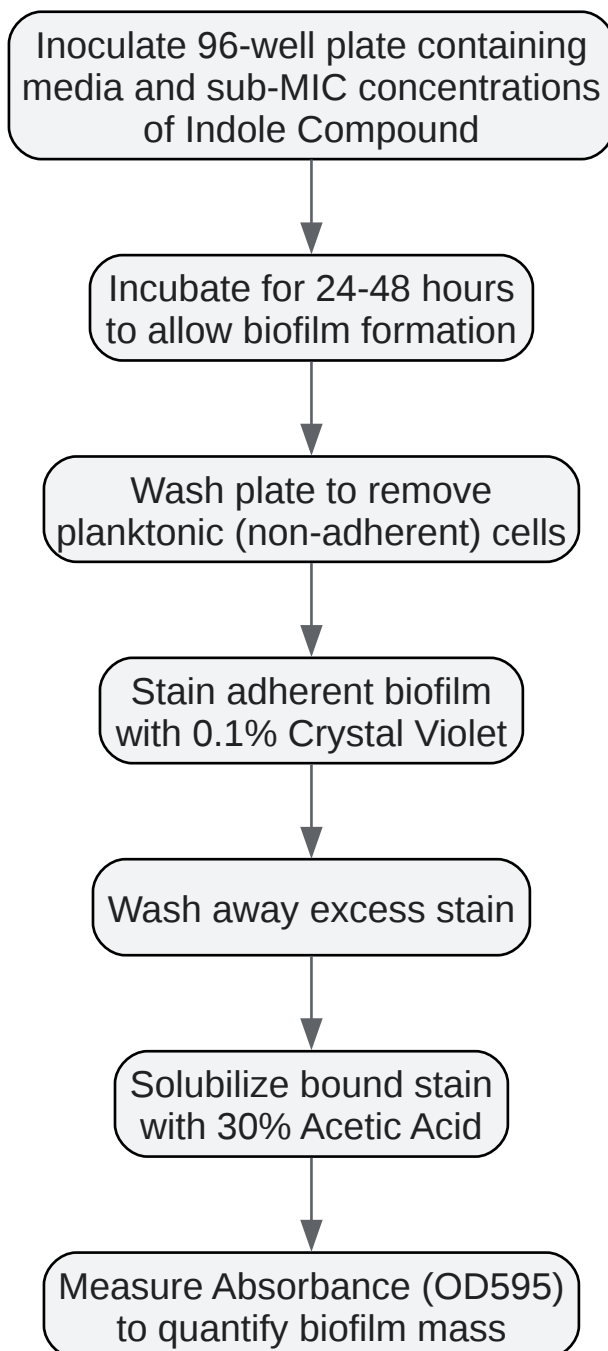 Inoculate 96-well plate containing
media and sub-MIC concentrations
of Indole Compound
Incubate for 24-48 hours
to allow biofilm formation
Wash plate to remove
planktonic (non-adherent) cells
Stain adherent biofilm
with 0.1% Crystal Violet
Wash away excess stain
Solubilize bound stain
with 30% Acetic Acid
Measure Absorbance (OD595)
to quantify biofilm mass